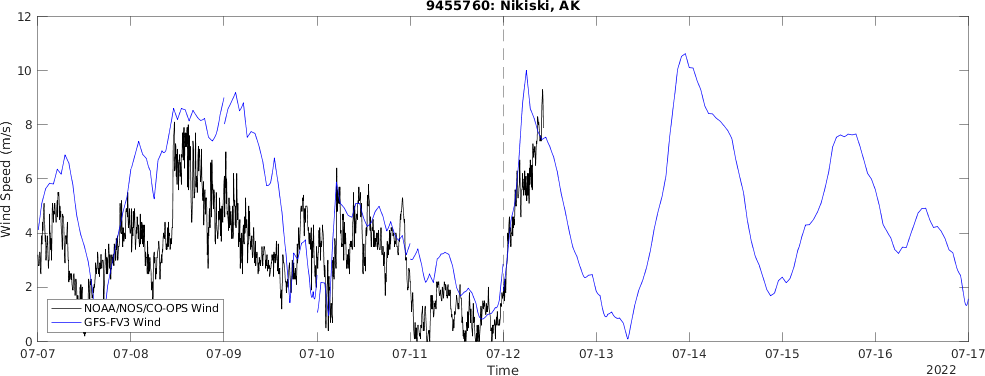 9455760: Nikiski, AK
12
10
8
6
4
2
0
Wind Speed (m/s)
NOAA/NOS/CO-OPS Wind
GFS-FV3 Wind
07-07 07-08 07-09 07-10 07-11 07-12 07-13 07-14 07-15 07-16 07-17
Time
2022